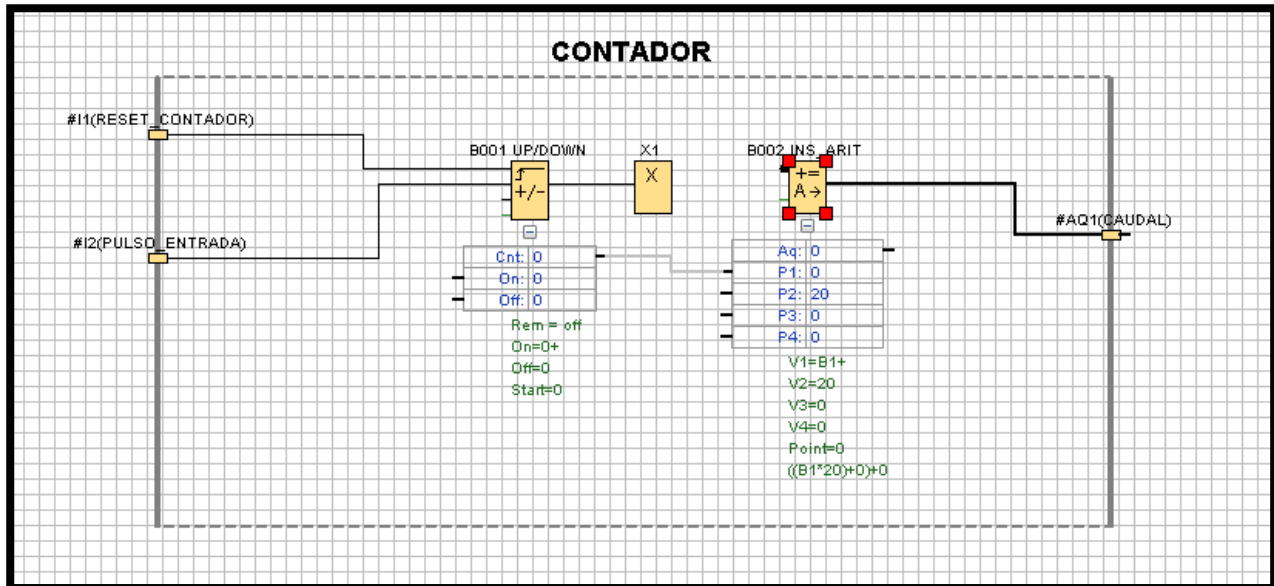 CONTADOR
#I1(RESET_CONTADOR)
B001 UP/DOWN
X1
B002 INS_ARIT
+/-
X
+=
A→
#I2(PULSO_ENTRADA)
#AQ1(CAUDAL)
Cnt: 0
On: 0
Off: 0
Rem = off
On=0+
Off=0
Start=0
Aq: 0
P1: 0
P2: 20
P3: 0
P4: 0
V1=B1+
V2=20
V3=0
V4=0
Point=0
((B1*20)+0)+0